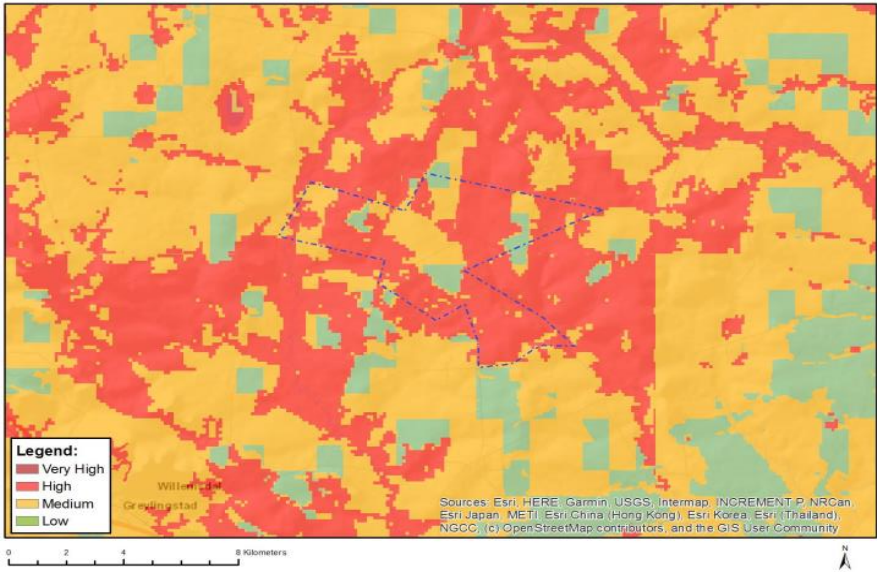 Legend:
Very High
High
Medium
Low
Greylingstad
Sources: Esri, HERE, Garmin, USGS, Intermap, INCREMENT P, NRCan,
Esri Japan, METI, Esri China (Hong Kong), Esri Korea, Esri (Thailand),
NGCC, (c) OpenStreetMap contributors, and the GIS User Community
0 2 4 8 Kilometers
N